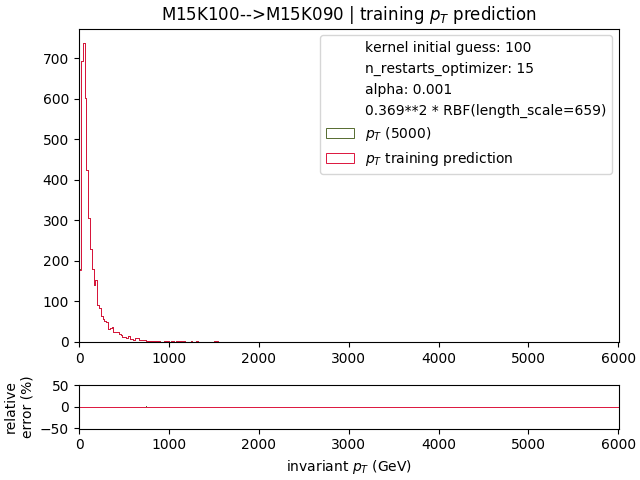 M15K100-->M15K090 | training p_T prediction
kernel initial guess: 100
n_restarts_optimizer: 15
alpha: 0.001
0.369**2 * RBF(length_scale=659)
p_T (5000)
p_T training prediction
700
600
500
400
300
200
100
0
0 1000 2000 3000 4000 5000 6000
relative
error (%)
50
0
−50
0 1000 2000 3000 4000 5000 6000
invariant p_T (GeV)